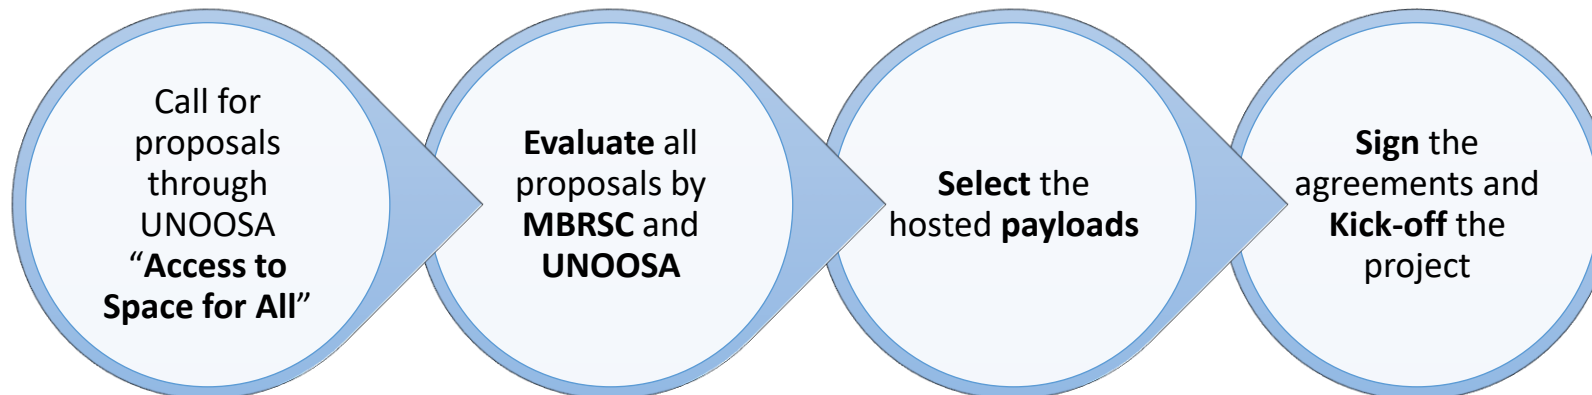 Call for
proposals
through
UNOOSA
“Access to
Space for All”
Evaluate all
proposals by
MBRSC and
UNOOSA
Select the
hosted payloads
Sign the
agreements and
Kick-off the
project